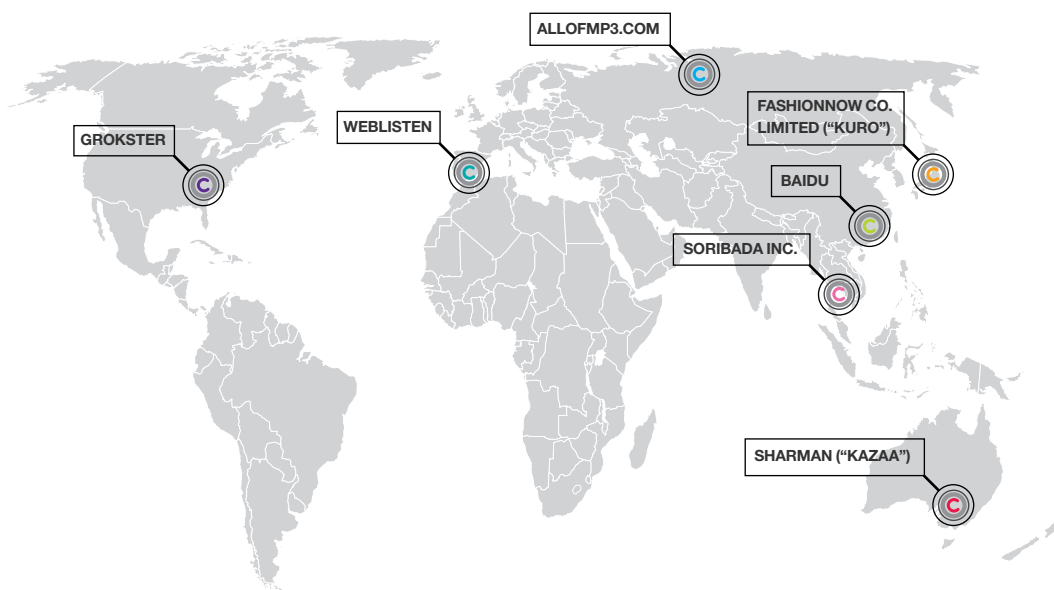 ALLOFMP3.COM
FASHIONNOW CO.
LIMITED (“KURO”)
WEBLISTEN
GROKSTER
BAIDU
SORIBADA INC.
SHARMAN (“KAZAA”)
C
C
C
C
C
C
C